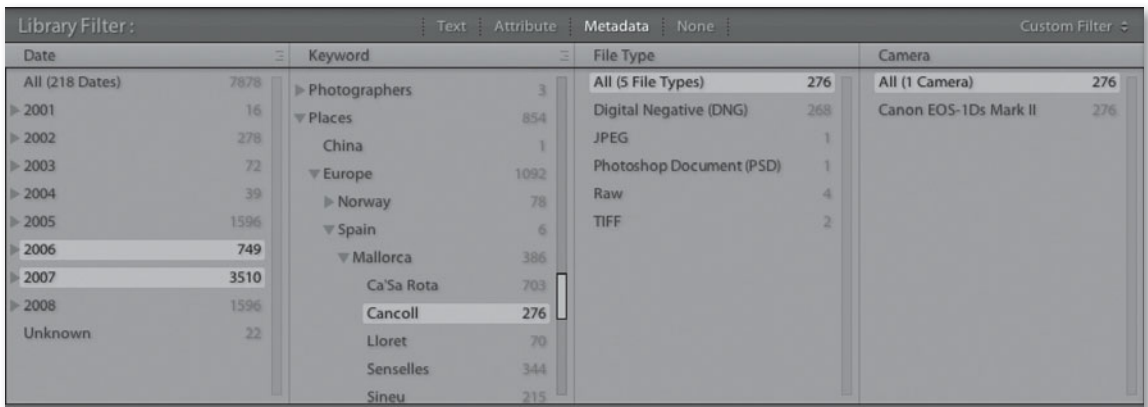 Library Filter : Text Attribute Metadata None Custom Filter
Date Keyword File Type Camera
All (218 Dates) 7878
2001 16
2002 278
2003 72
2004 39
2005 1596
2006 749
2007 3510
2008 1596
Unknown 22
Photographers 3
Places 854
China 1
Europe 1092
Norway 78
Spain 6
Mallorca 386
Ca'Sa Rota 703
Cancoll 276
Lloret 70
Senselles 344
Sineu 215
All (5 File Types) 276
Digital Negative (DNG) 268
JPEG 1
Photoshop Document (PSD) 1
Raw 4
TIFF 2
All (1 Camera) 276
Canon EOS-1Ds Mark II 276